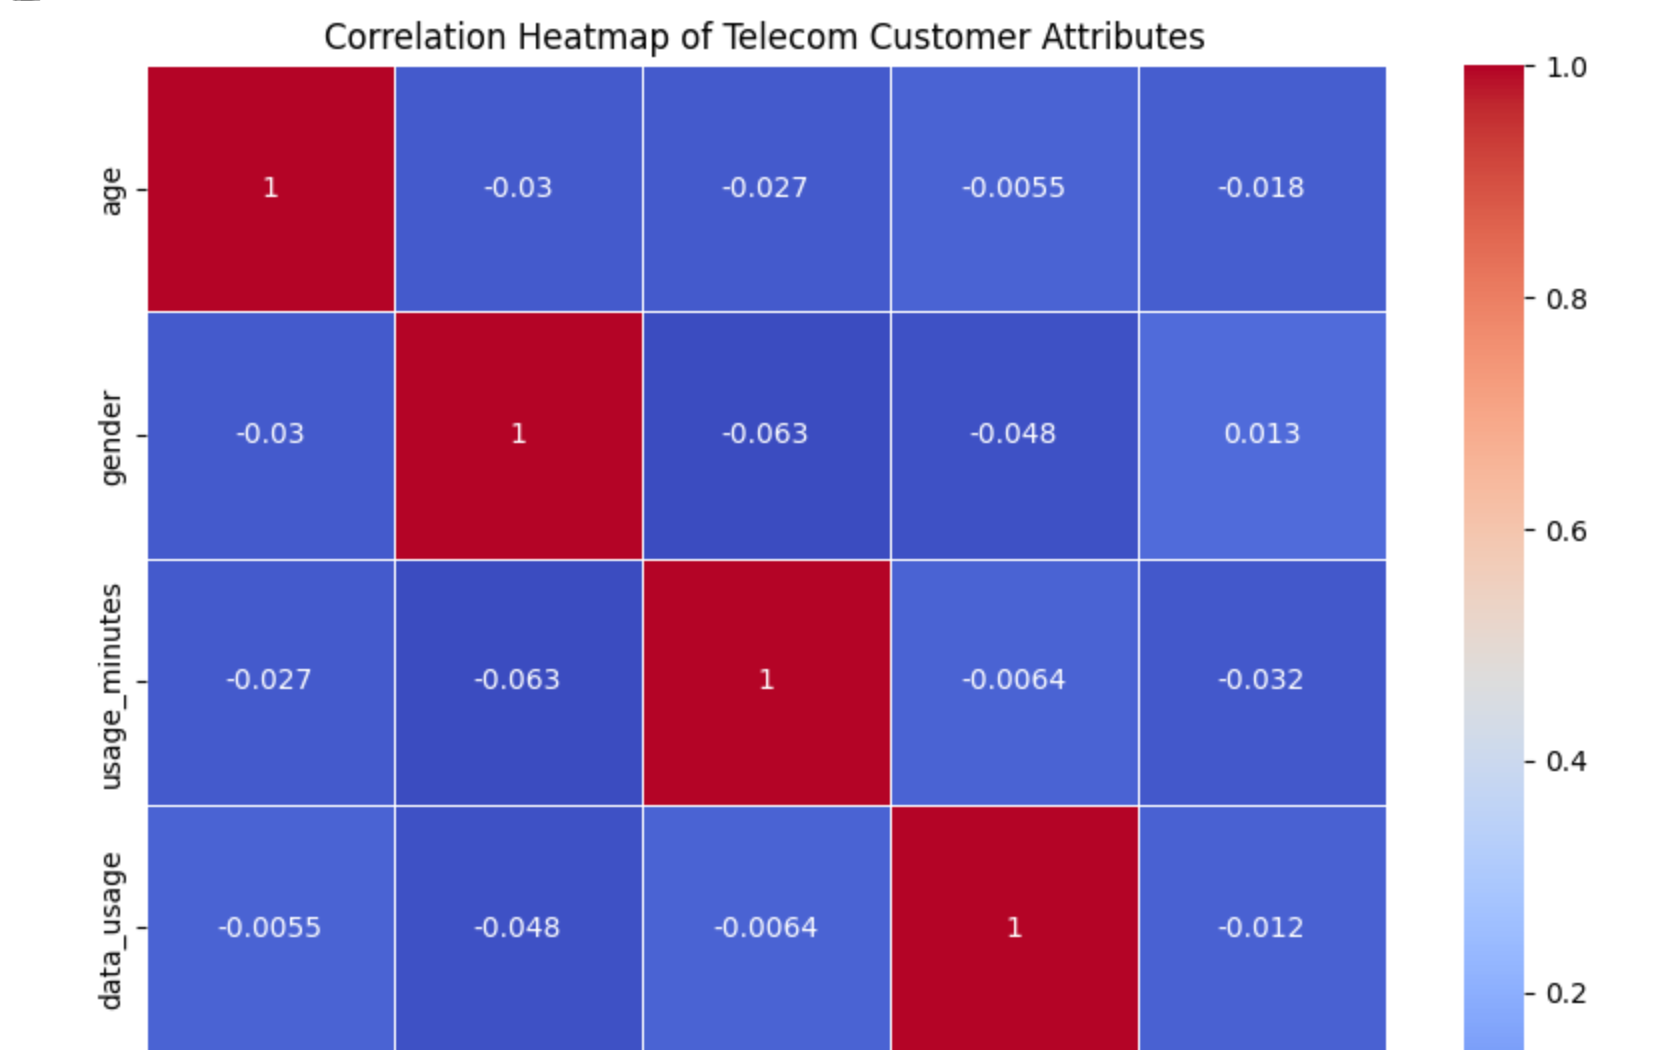 Correlation Heatmap of Telecom Customer Attributes
1.0
age
1 -0.03 -0.027 -0.0055 -0.018
0.8
gender
-0.03 1 -0.063 -0.048 0.013
0.6
usage_minutes
-0.027 -0.063 1 -0.0064 -0.032
0.4
data_usage
-0.0055 -0.048 -0.0064 1 -0.012
0.2